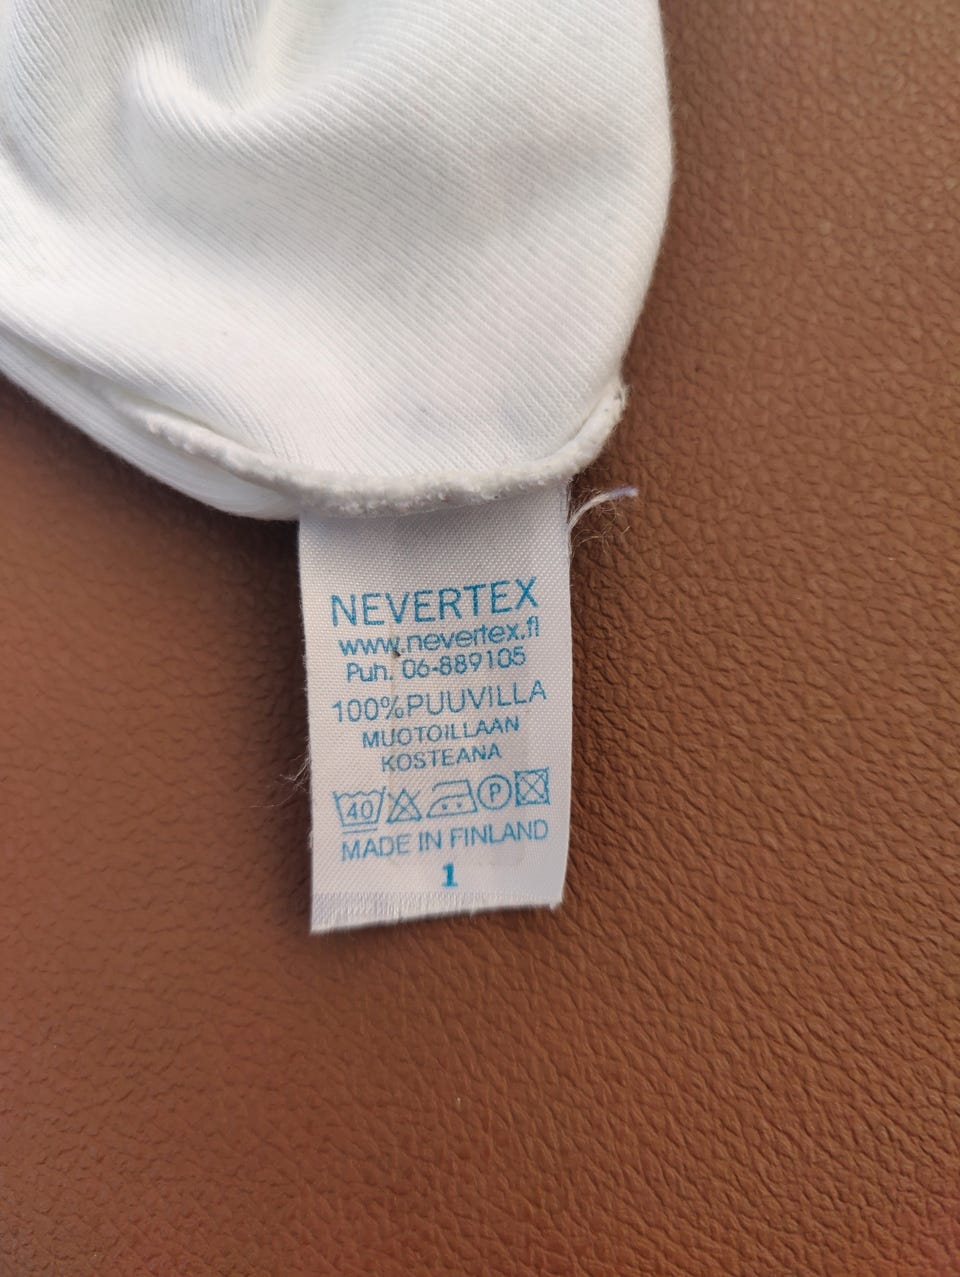 NEVERTEX
www.nevertex.fi
Puh. 06-889105
100%PUUVILLA
MUOTOILLAAN
KOSTEANA
40 P
MADE IN FINLAND
1